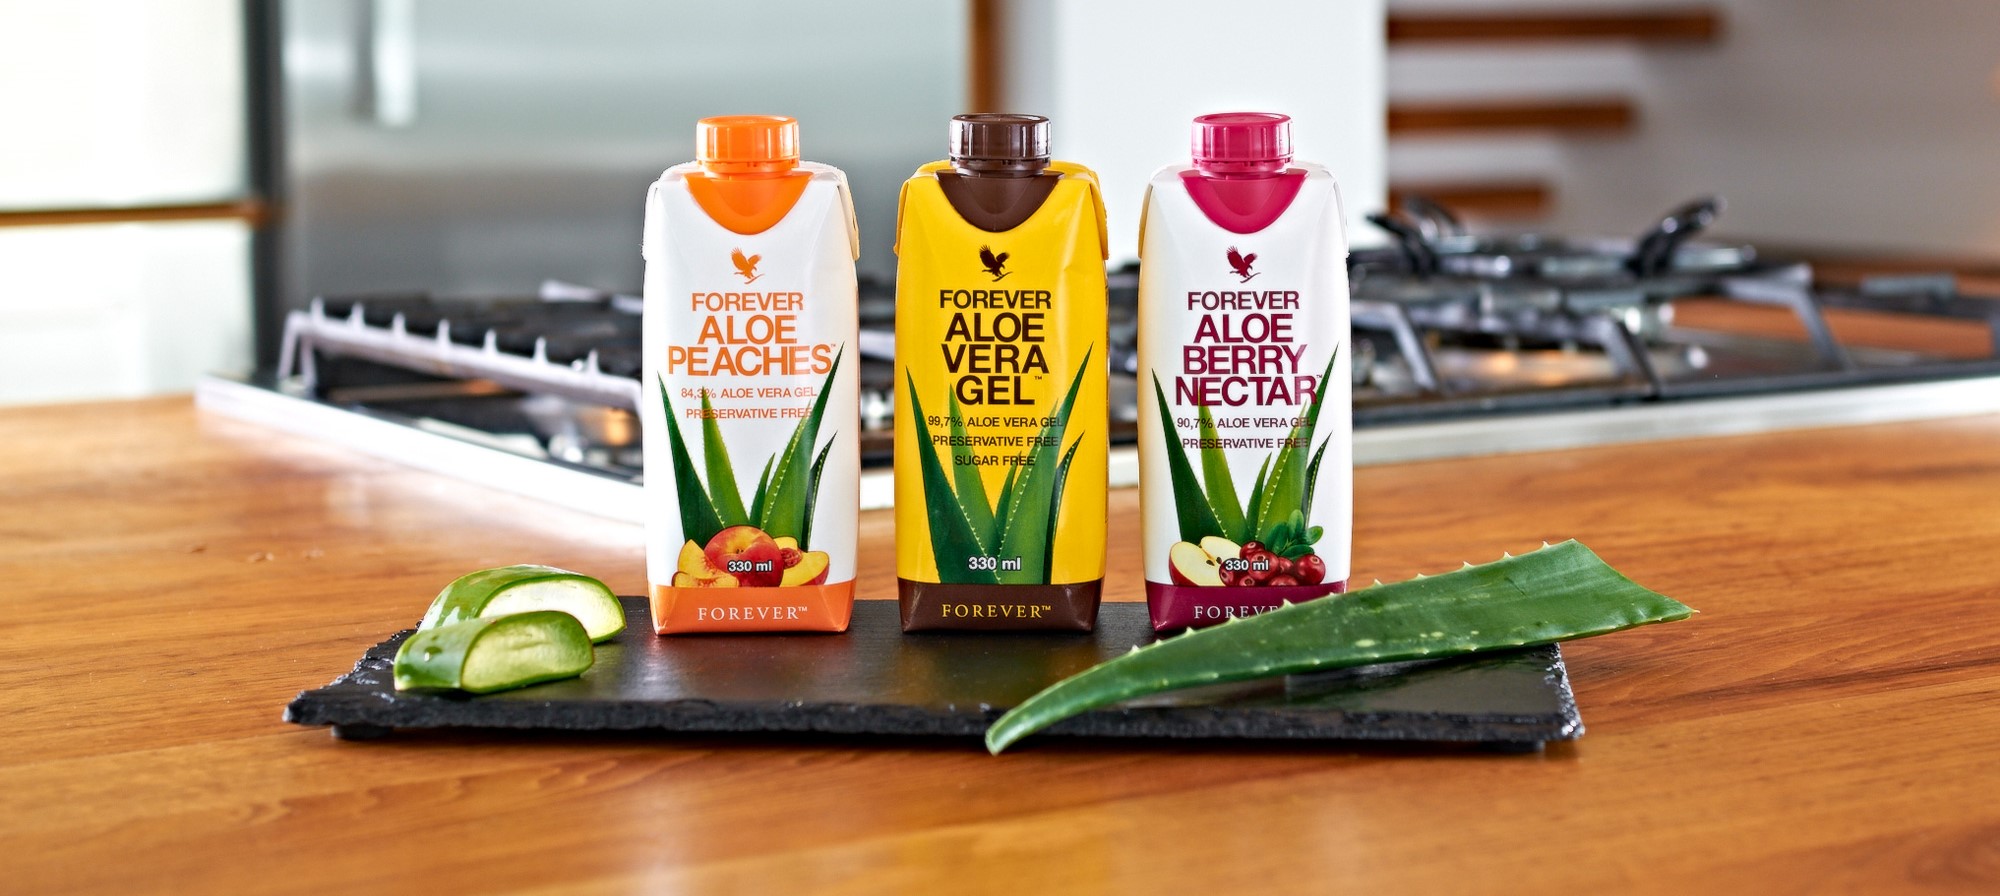 FOREVER
ALOE
PEACHES™
84,3% ALOE VERA GEL
PRESERVATIVE FREE
330 ml
FOREVER™
FOREVER
ALOE
VERA
GEL™
99,7% ALOE VERA GEL
PRESERVATIVE FREE
SUGAR FREE
330 ml
FOREVER™
FOREVER
ALOE
BERRY
NECTAR™
90,7% ALOE VERA GEL
PRESERVATIVE FREE
330 ml
FOREVER